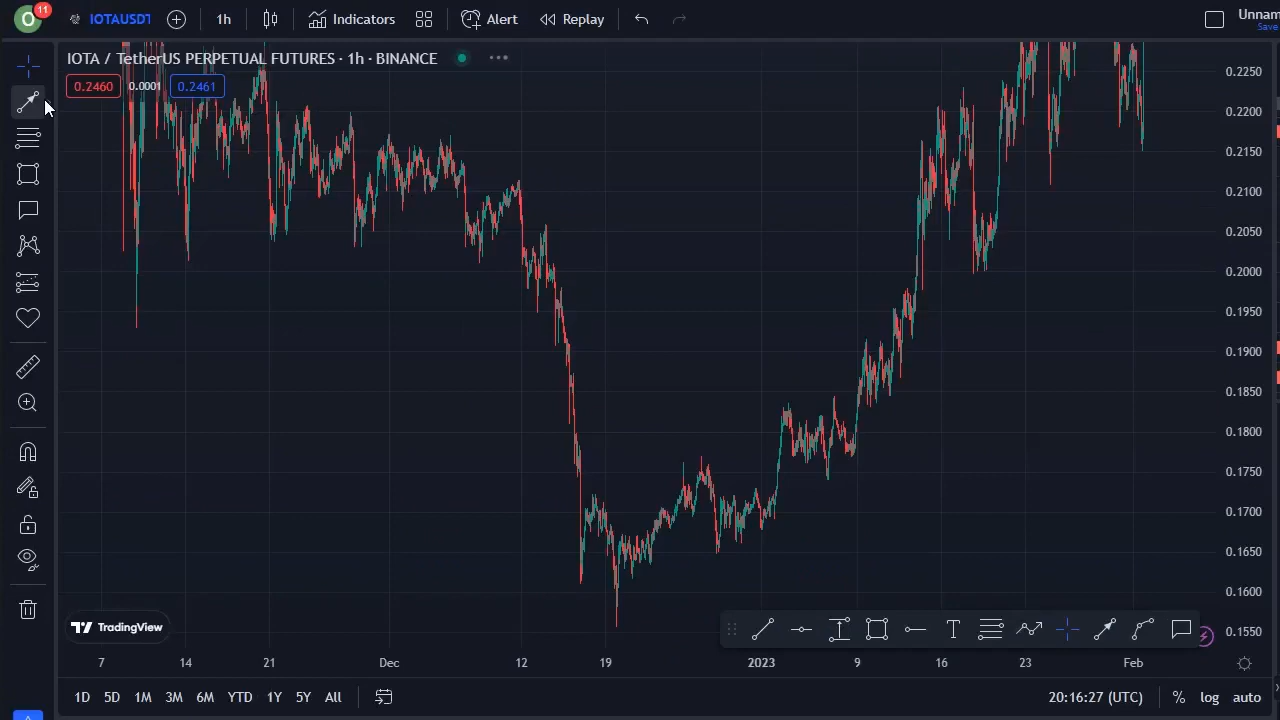 O 11 IOTAUSDT 1h Indicators Alert Replay Unnam
Save
IOTA / TetherUS PERPETUAL FUTURES · 1h · BINANCE
0.2460 0.0001 0.2461
0.2250
0.2200
0.2150
0.2100
0.2050
0.2000
0.1950
0.1900
0.1850
0.1800
0.1750
0.1700
0.1650
0.1600
0.1550
TradingView
7 14 21 Dec 12 19 2023 9 16 23 Feb
1D 5D 1M 3M 6M YTD 1Y 5Y All 20:16:27 (UTC) % log auto